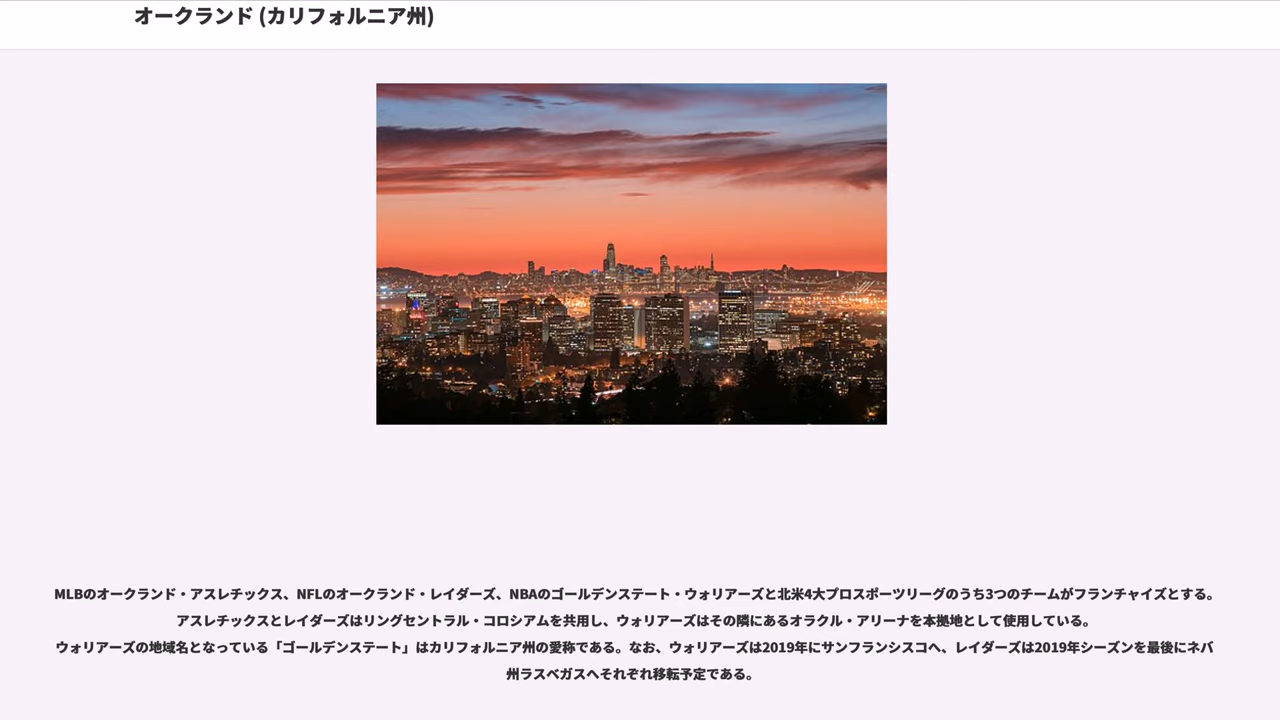 オークランド (カリフォルニア州)
MLBのオークランド・アスレチックス、NFLのオークランド・レイダーズ、NBAのゴールデンステート・ウォリアーズと北米4大プロスポーツリーグのうち3つのチームがフランチャイズとする。
アスレチックスとレイダーズはリングセントラル・コロシアムを共用し、ウォリアーズはその隣にあるオラクル・アリーナを本拠地として使用している。
ウォリアーズの地域名となっている「ゴールデンステート」はカリフォルニア州の愛称である。なお、ウォリアーズは2019年にサンフランシスコへ、レイダーズは2019年シーズンを最後にネバ
州ラスベガスへそれぞれ移転予定である。